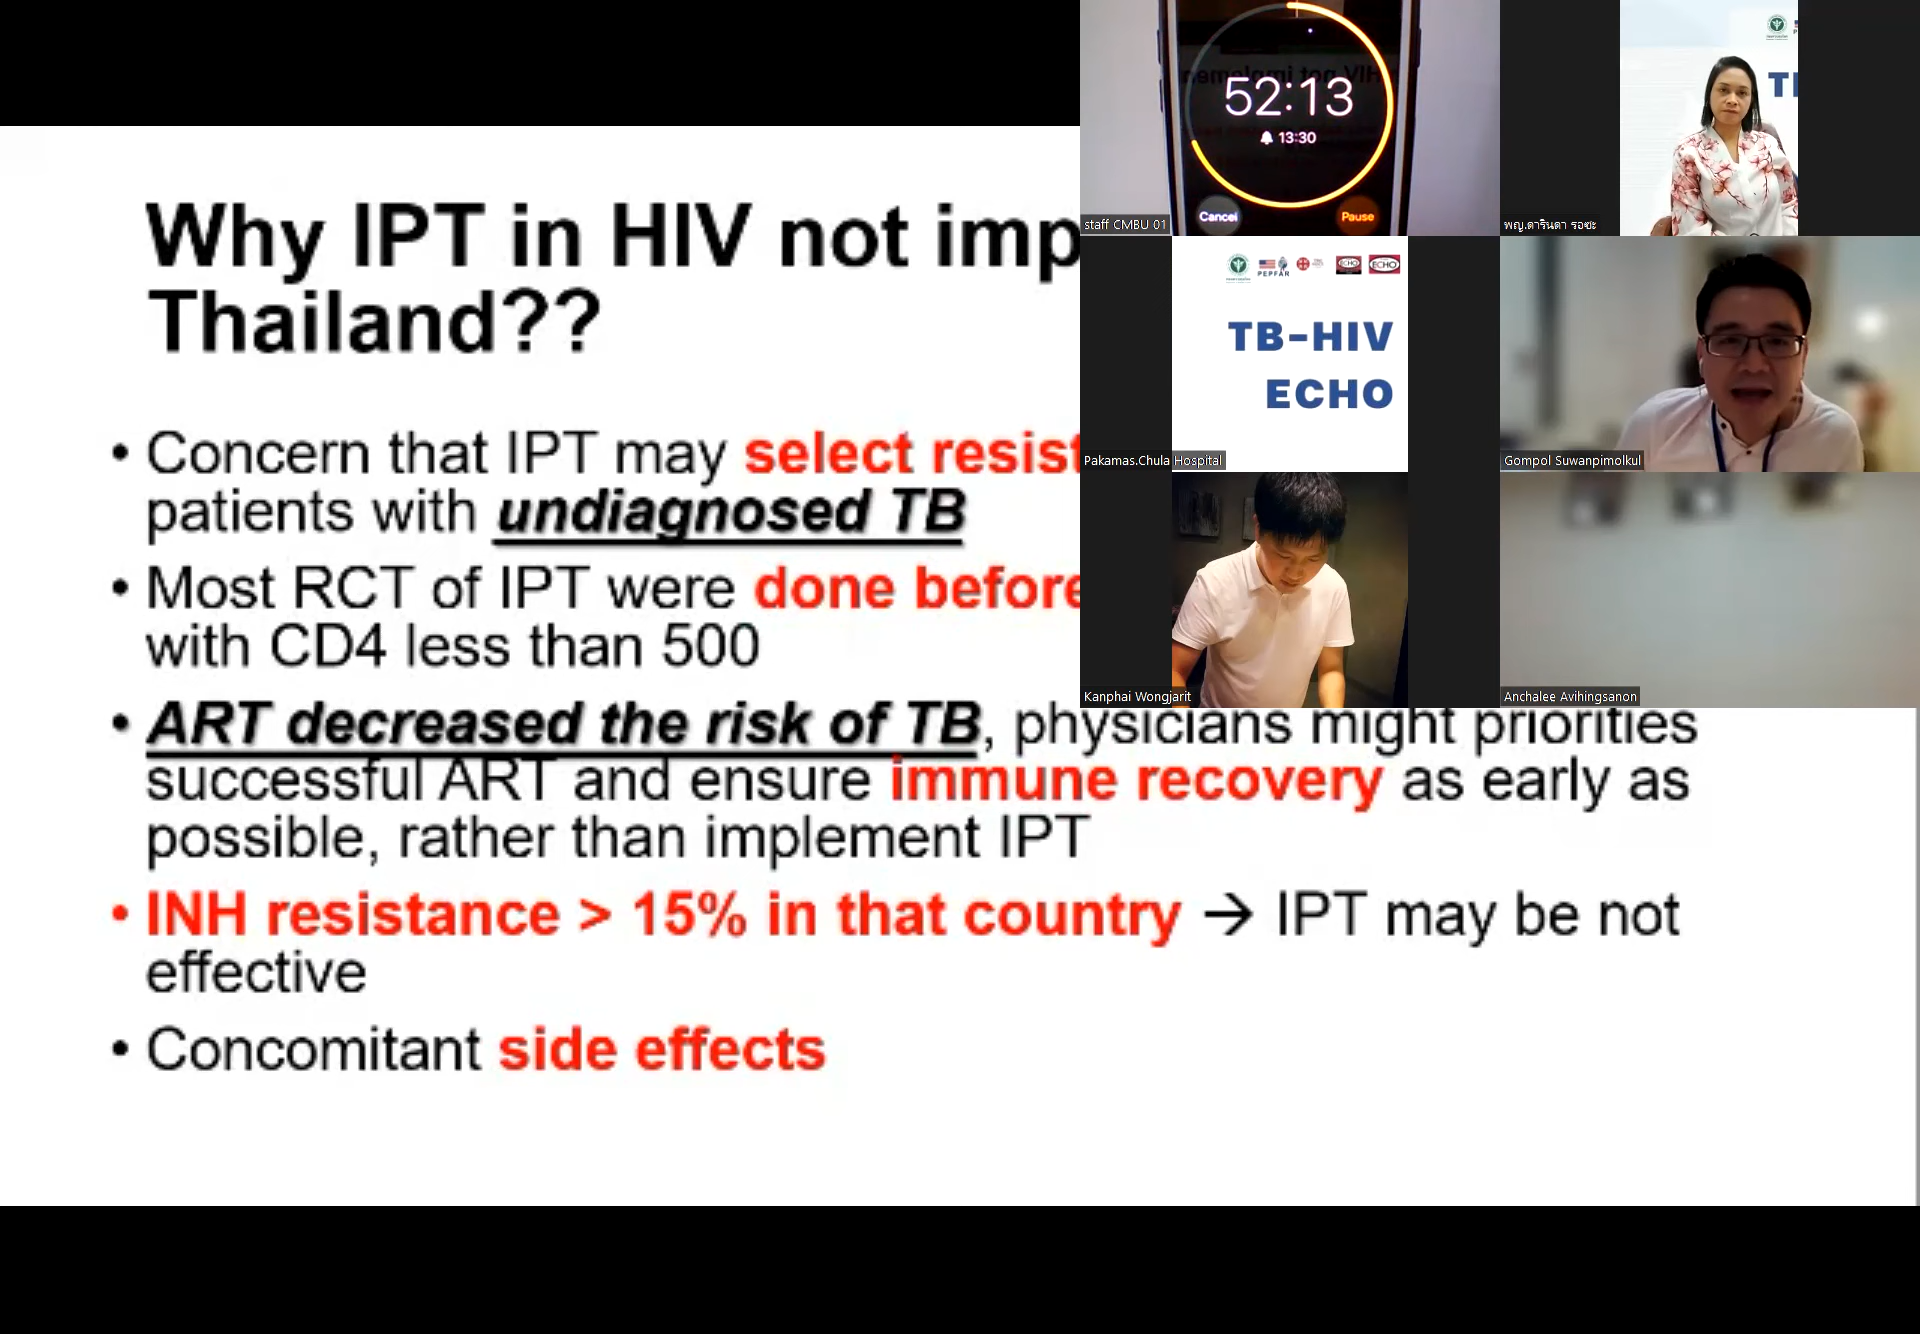 Why IPT in HIV not imp
Thailand??
• Concern that IPT may select resist
patients with undiagnosed TB
• Most RCT of IPT were done before
with CD4 less than 500
• ART decreased the risk of TB, physicians might priorities
successful ART and ensure immune recovery as early as
possible, rather than implement IPT
• INH resistance > 15% in that country → IPT may be not
effective
• Concomitant side effects
52:13
13:30
Cancel
Pause
staff CMBU 01
พญ.ดารินดา รอซะ
PEPFAR
ECHO
ECHO
TB-HIV
ECHO
Pakamas.Chula Hospital
Gompol Suwanpimolkul
Kanphai Wongjarit
Anchalee Avihingsanon